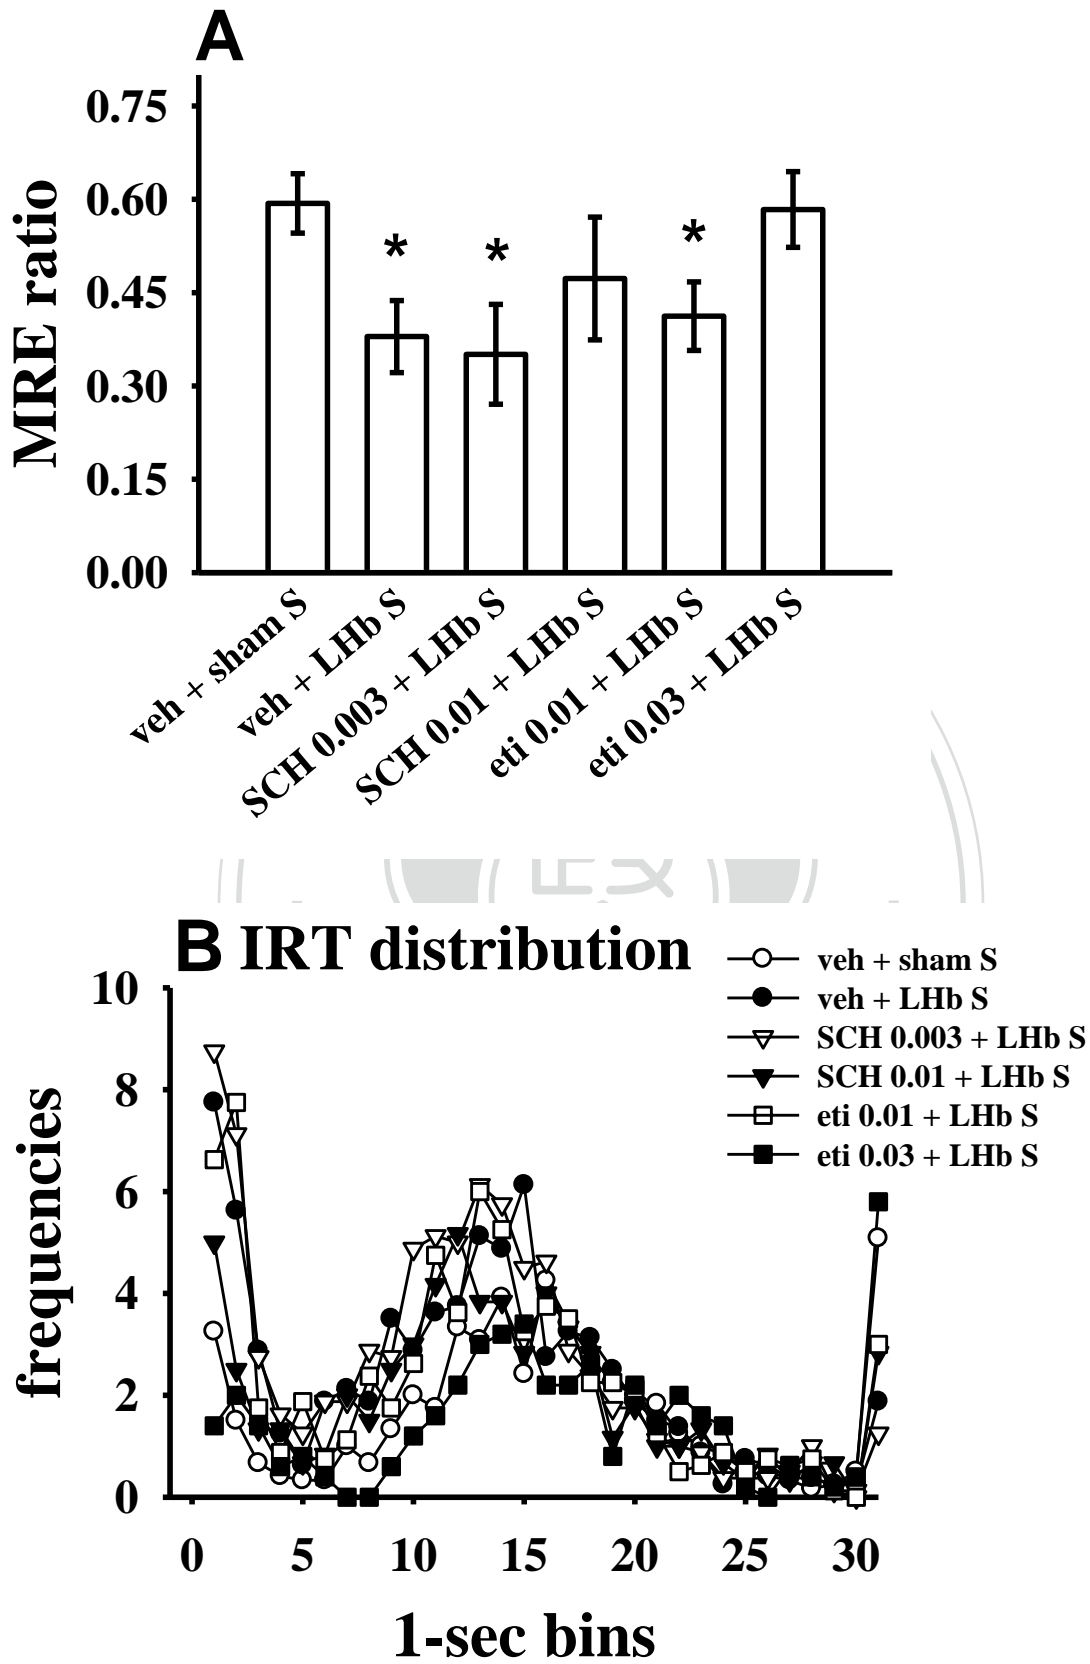 A
0.75
0.60
0.45
0.30
0.15
0.00
MRE ratio
* * * 
veh + sham S
veh + LHb S
SCH 0.003 + LHb S
SCH 0.01 + LHb S
eti 0.01 + LHb S
eti 0.03 + LHb S
B IRT distribution
veh + sham S
veh + LHb S
SCH 0.003 + LHb S
SCH 0.01 + LHb S
eti 0.01 + LHb S
eti 0.03 + LHb S
10
8
6
4
2
0
frequencies
0 5 10 15 20 25 30
1-sec bins